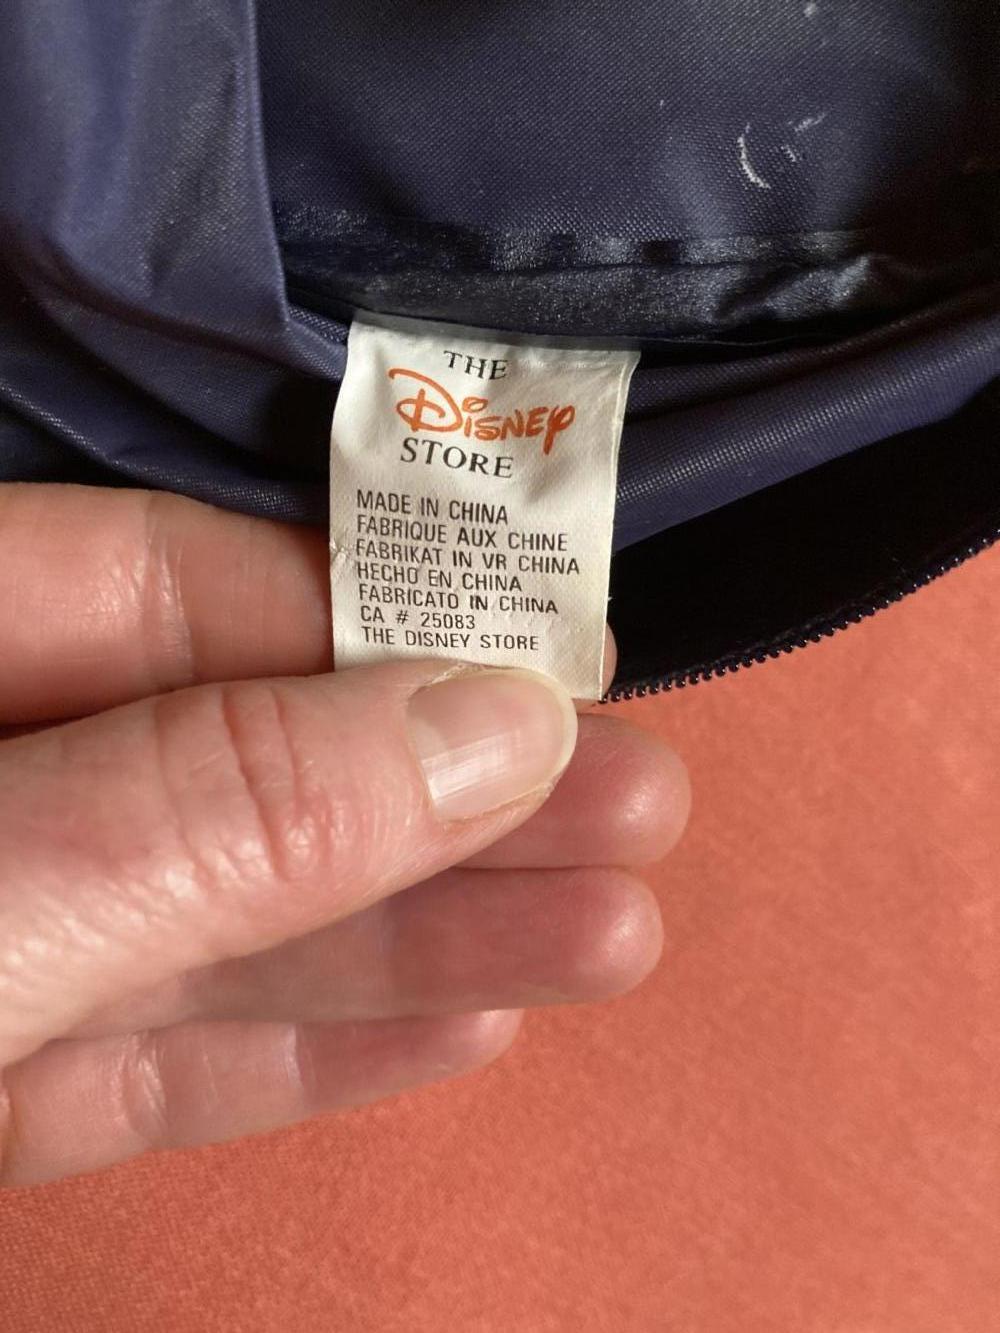 THE
Disney
STORE
MADE IN CHINA
FABRIQUE AUX CHINE
FABRIKAT IN VR CHINA
HECHO EN CHINA
FABRICATO IN CHINA
CA # 25083
THE DISNEY STORE